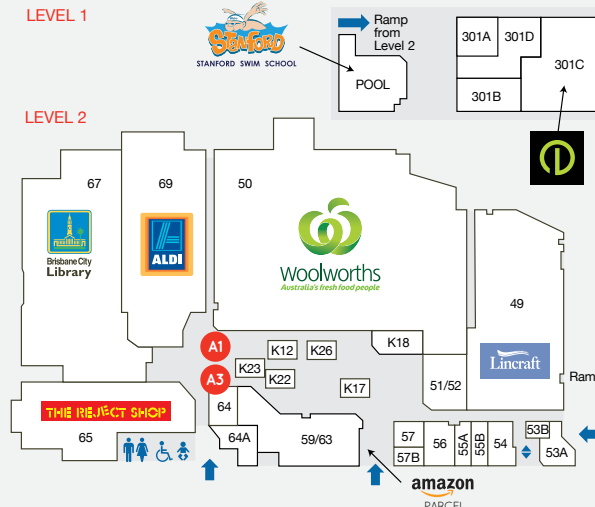 LEVEL 1
STANFORD
STANFORD SWIM SCHOOL
Ramp
from
Level 2
POOL
301A
301D
301C
301B
LEVEL 2
67
69
50
Brisbane City
Library
ALDI
Woolworths
Australia's fresh food people
49
Lincraft
A1
K12
K26
K18
K23
A3
K22
K17
51/52
Ram
THE REJECT SHOP
65
64
64A
59/63
57
57B
56
55A
55B
54
53B
53A
amazon
PARCEL